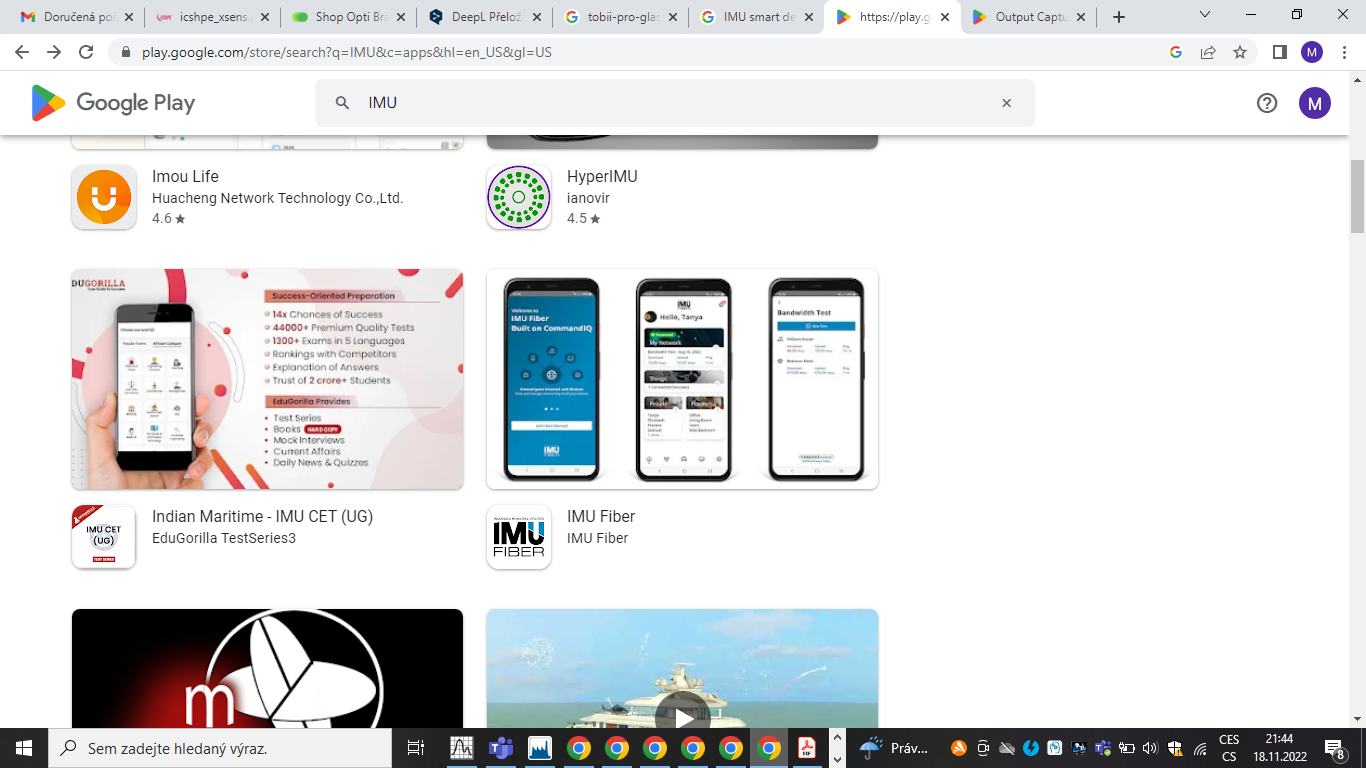 Doručená poš
icshpe_xsens.p
Shop Opti Bra
DeepL Přelož
tobii-pro-glas
IMU smart de
https://play.g
Output Captu
play.google.com/store/search?q=IMU&c=apps&hl=en_US&gl=US
M
Google Play
IMU
M
Imou Life
Huacheng Network Technology Co.,Ltd.
4.6
HyperIMU
ianovir
4.5
DUGORILLA
Success-Oriented Preparation
14x Chances of Success
44000+ Premium Quality Tests
1300+ Exams in 5 Languages
Rankings with Competitors
Explanation of Answers
Trust of 2 crore+ Students
EduGorilla Provides
Test Series
Books HARD COPY
Mock Interviews
Current Affairs
Daily News & Quizzes
Welcome to
IMU Fiber
Built on CommandIQ
IMU
IMU
Hello, Tanya
My Network
Things
People
Bandwidth Test
IMU CET
(UG)
Indian Maritime - IMU CET (UG)
EduGorilla TestSeries3
IMU
FIBER
IMU Fiber
IMU Fiber
m
Sem zadejte hledaný výraz.
Práv...
CES
CS
21:44
18.11.2022
8